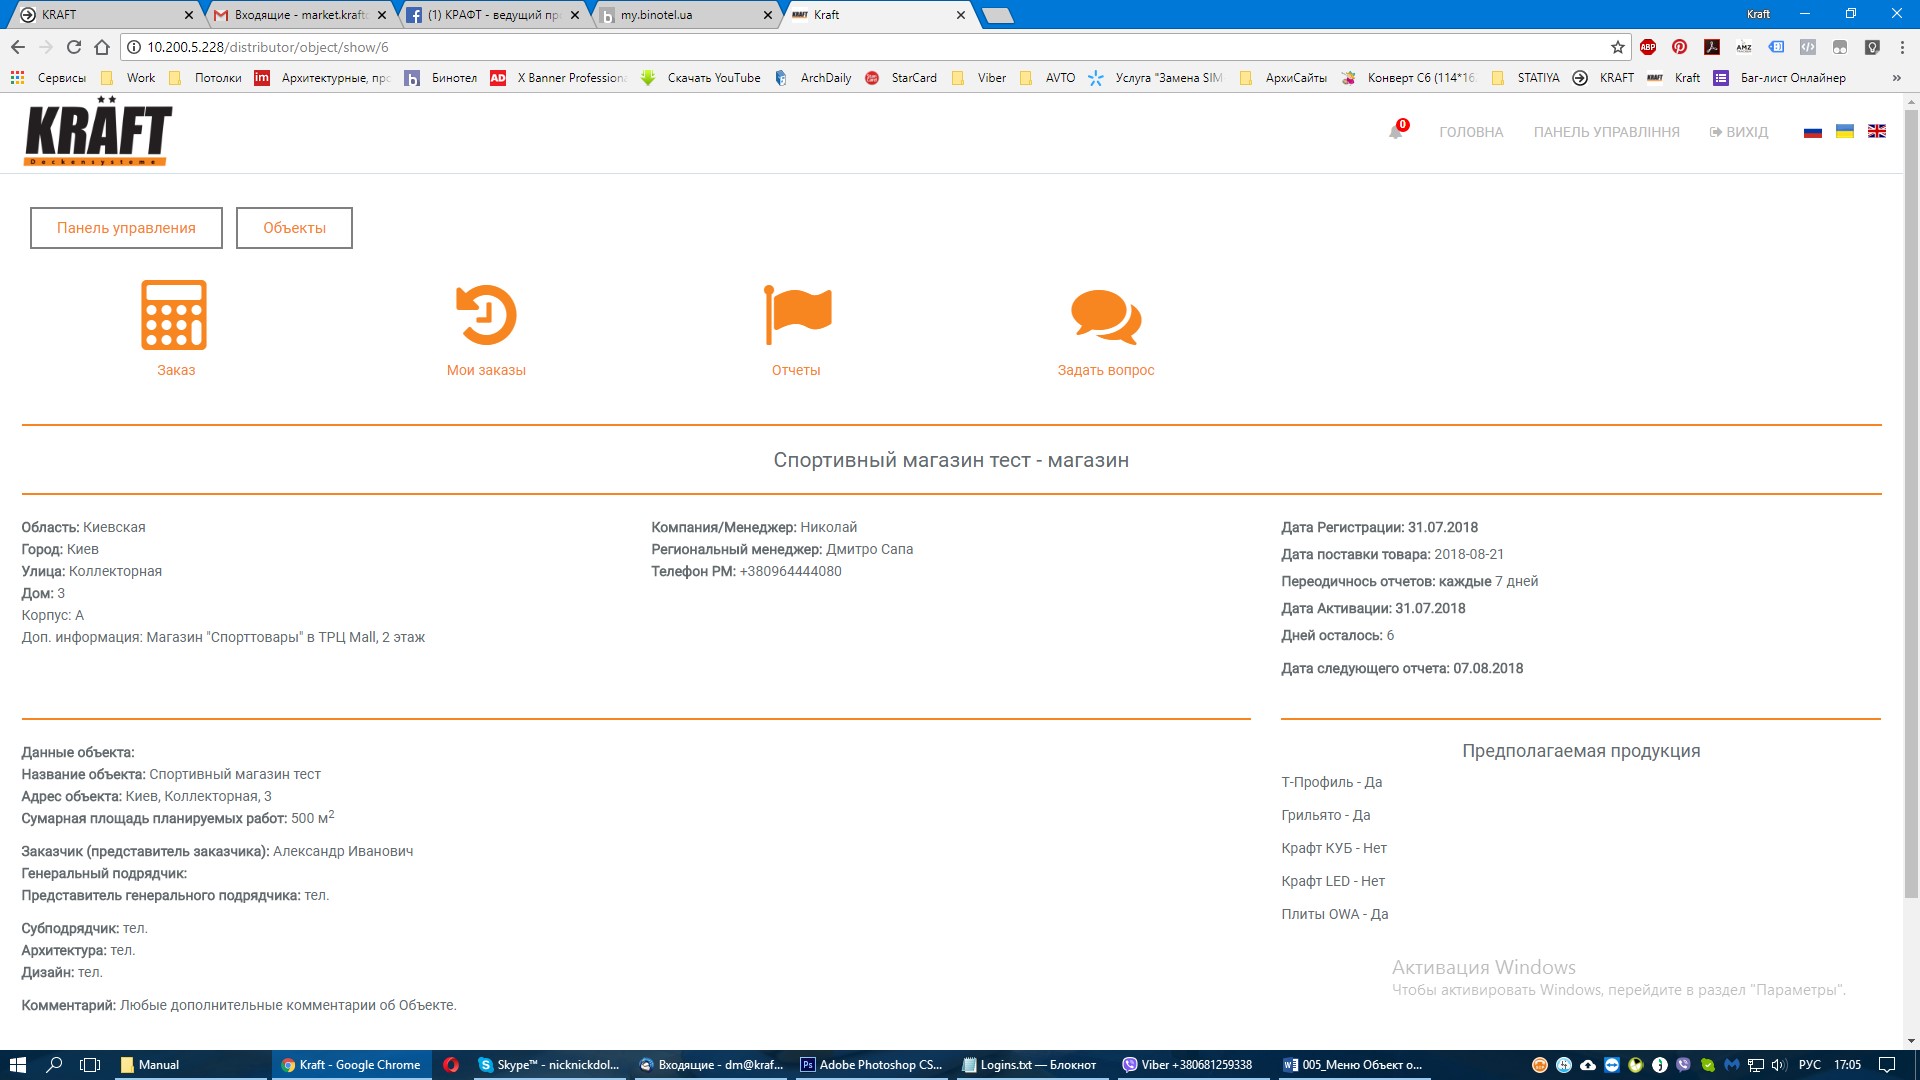 KRAFT
Входящие - market.kraft
(1) КРАФТ - ведущий пр
my.binotel.ua
Kraft
Kraft
10.200.5.228/distributor/object/show/6
Сервисы Work Потолки Архитектурные, про Бинотел X Banner Profession Скачать YouTube ArchDaily StarCard Viber AVTO Услуга "Замена SIM АрхиСайты Конверт С6 (114*16 STATIYA KRAFT Kraft Баг-лист Онлайнер
KRÄFT
Deckensysteme
0
ГОЛОВНА ПАНЕЛЬ УПРАВЛІННЯ ВИХІД
Панель управления Объекты
Заказ Мои заказы Отчеты Задать вопрос
Спортивный магазин тест - магазин
Область: Киевская
Город: Киев
Улица: Коллекторная
Дом: 3
Корпус: А
Доп. информация: Магазин "Спорттовары" в ТРЦ Mall, 2 этаж
Компания/Менеджер: Николай
Региональный менеджер: Дмитро Сапа
Телефон РМ: +380964444080
Дата Регистрации: 31.07.2018
Дата поставки товара: 2018-08-21
Переодичнось отчетов: каждые 7 дней
Дата Активации: 31.07.2018
Дней осталось: 6
Дата следующего отчета: 07.08.2018
Данные объекта:
Название объекта: Спортивный магазин тест
Адрес объекта: Киев, Коллекторная, 3
Сумарная площадь планируемых работ: 500 м²
Заказчик (представитель заказчика): Александр Иванович
Генеральный подрядчик:
Представитель генерального подрядчика: тел.
Субподрядчик: тел.
Архитектура: тел.
Дизайн: тел.
Комментарий: Любые дополнительные комментарии об Объекте.
Предполагаемая продукция
Т-Профиль - Да
Грильято - Да
Крафт КУБ - Нет
Крафт LED - Нет
Плиты OWA - Да
Активация Windows
Чтобы активировать Windows, перейдите в раздел "Параметры".
Manual Kraft - Google Chrome Skype™ - nicknickdol... Входящие - dm@kraf... Adobe Photoshop CS... Logins.txt — Блокнот Viber +380681259338 005_Меню Объект о... РУС 17:05